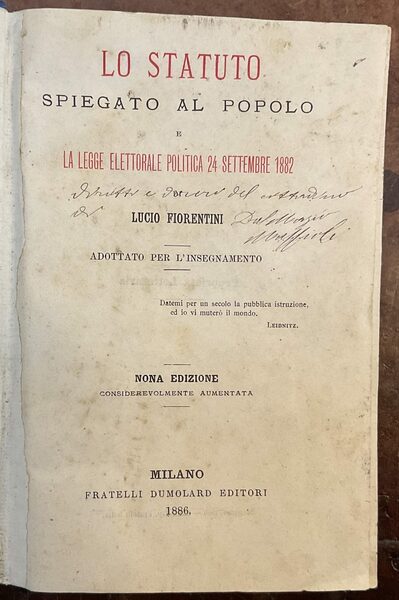 LO STATUTO
SPIEGATO AL POPOLO
E
LA LEGGE ELETTORALE POLITICA 24 SETTEMBRE 1882
Diritti e doveri del cittadino
di
LUCIO FIORENTINI
ADOTTATO PER L'INSEGNAMENTO
Datemi per un secolo la pubblica istruzione,
ed io vi muterò il mondo.
LEIBNITZ.
NONA EDIZIONE
CONSIDEREVOLMENTE AUMENTATA
MILANO
FRATELLI DUMOLARD EDITORI
1886.